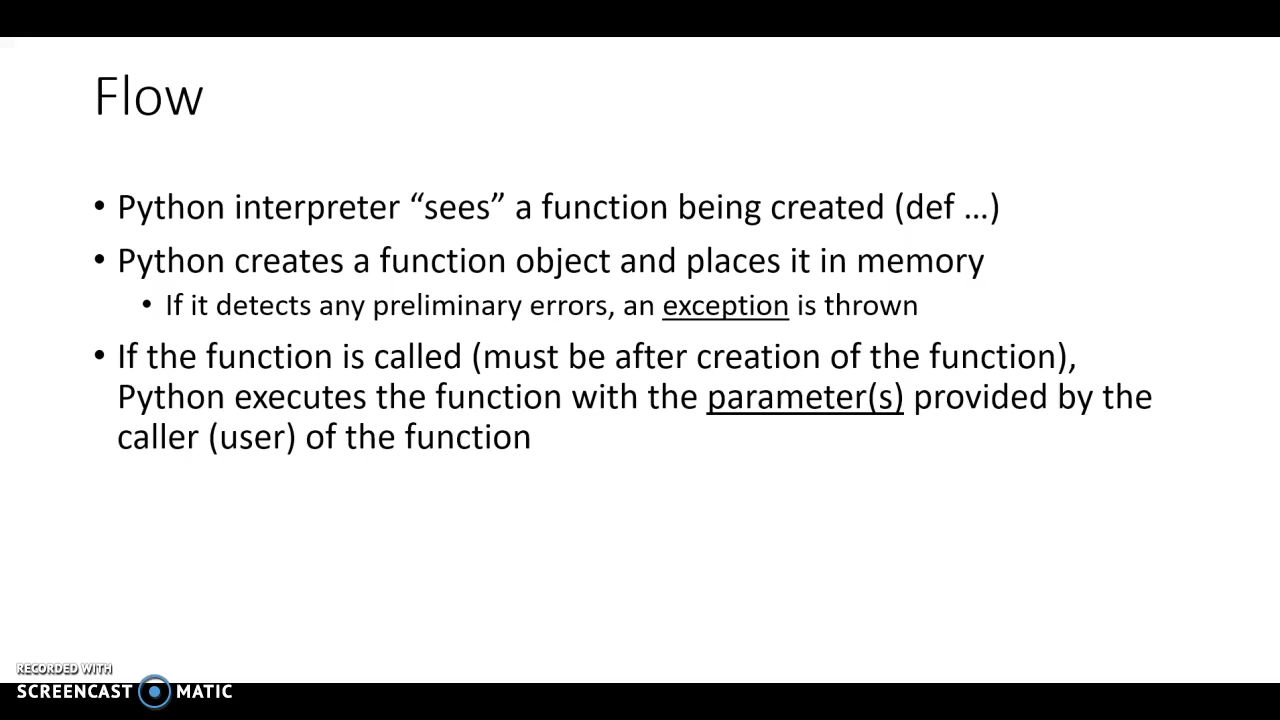 Flow
• Python interpreter “sees” a function being created (def …)
• Python creates a function object and places it in memory
• If it detects any preliminary errors, an exception is thrown
• If the function is called (must be after creation of the function),
Python executes the function with the parameter(s) provided by the
caller (user) of the function
RECORDED WITH
SCREENCAST MATIC